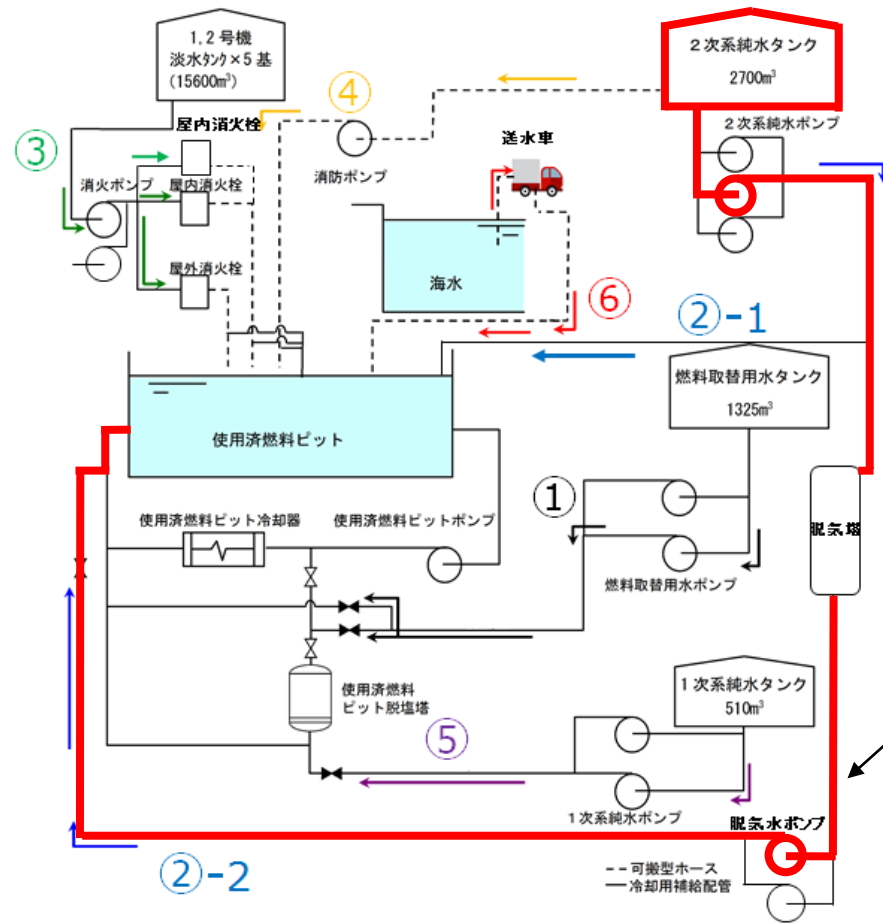 1,2号機
淡水ﾀﾝｸ×5基
(15600m³)
2次系純水タンク
2700m³
④
③
屋内消火栓
送水車
2次系純水ポンプ
消火ポンプ
屋内消火栓
消防ポンプ
屋外消火栓
海水
⑥
②-1
燃料取替用水タンク
1325m³
使用済燃料ピット
①
使用済燃料ピット冷却器
使用済燃料ピットポンプ
脱気塔
燃料取替用水ポンプ
使用済燃料
ピット脱塩塔
1次系純水タンク
510m³
⑤
1次系純水ポンプ
脱気水ポンプ
②-2
--可搬型ホース
―冷却用補給配管